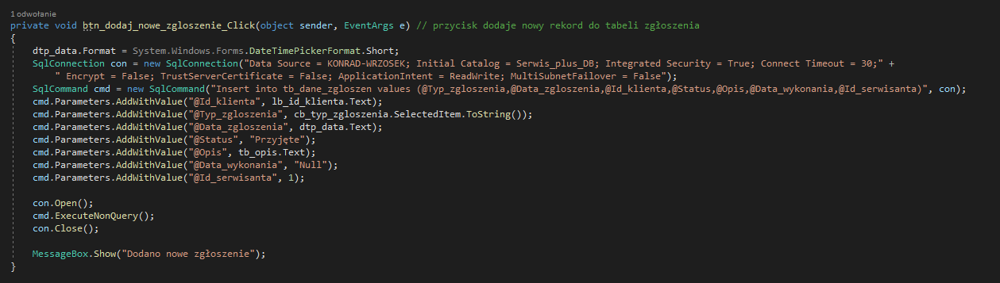 1 odwołanie
private void btn_dodaj_nowe_zgloszenie_Click(object sender, EventArgs e) // przycisk dodaje nowy rekord do tabeli zgłoszenia
{
dtp_data.Format = System.Windows.Forms.DateTimePickerFormat.Short;
SqlConnection con = new SqlConnection("Data Source = KONRAD-WRZOSEK; Initial Catalog = Serwis_plus_DB; Integrated Security = True; Connect Timeout = 30;" +
" Encrypt = False; TrustServerCertificate = False; ApplicationIntent = ReadWrite; MultiSubnetFailover = False");
SqlCommand cmd = new SqlCommand("Insert into tb_dane_zgloszen values (@Typ_zgloszenia,@Data_zgloszenia,@Id_klienta,@Status,@Opis,@Data_wykonania,@Id_serwisanta)", con);
cmd.Parameters.AddWithValue("@Id_klienta", lb_id_klienta.Text);
cmd.Parameters.AddWithValue("@Typ_zgloszenia", cb_typ_zgloszenia.SelectedItem.ToString());
cmd.Parameters.AddWithValue("@Data_zgloszenia", dtp_data.Text);
cmd.Parameters.AddWithValue("@Status", "Przyjęte");
cmd.Parameters.AddWithValue("@Opis", tb_opis.Text);
cmd.Parameters.AddWithValue("@Data_wykonania", "Null");
cmd.Parameters.AddWithValue("@Id_serwisanta", 1);
con.Open();
cmd.ExecuteNonQuery();
con.Close();
MessageBox.Show("Dodano nowe zgłoszenie");
}